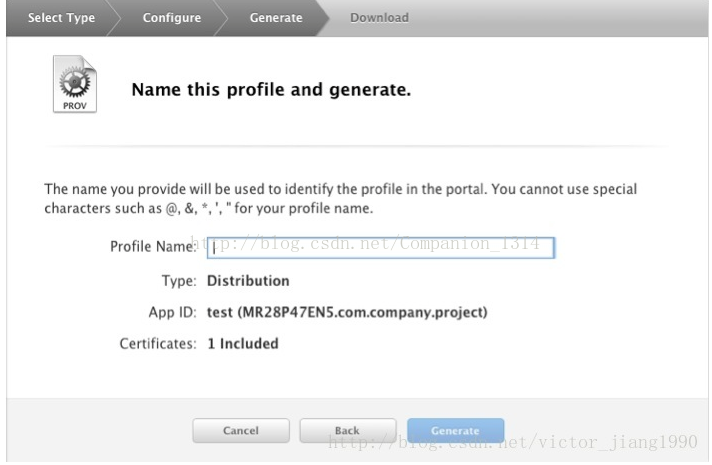 Select Type Configure Generate Download
PROV
Name this profile and generate.
The name you provide will be used to identify the profile in the portal. You cannot use special
characters such as @, &, *, ', " for your profile name.
Profile Name:
http://blog.csdn.net/Companion_1314
Type: Distribution
App ID: test (MR28P47EN5.com.company.project)
Certificates: 1 Included
Cancel Back Generate
http://blog.csdn.net/victor_jiang1990